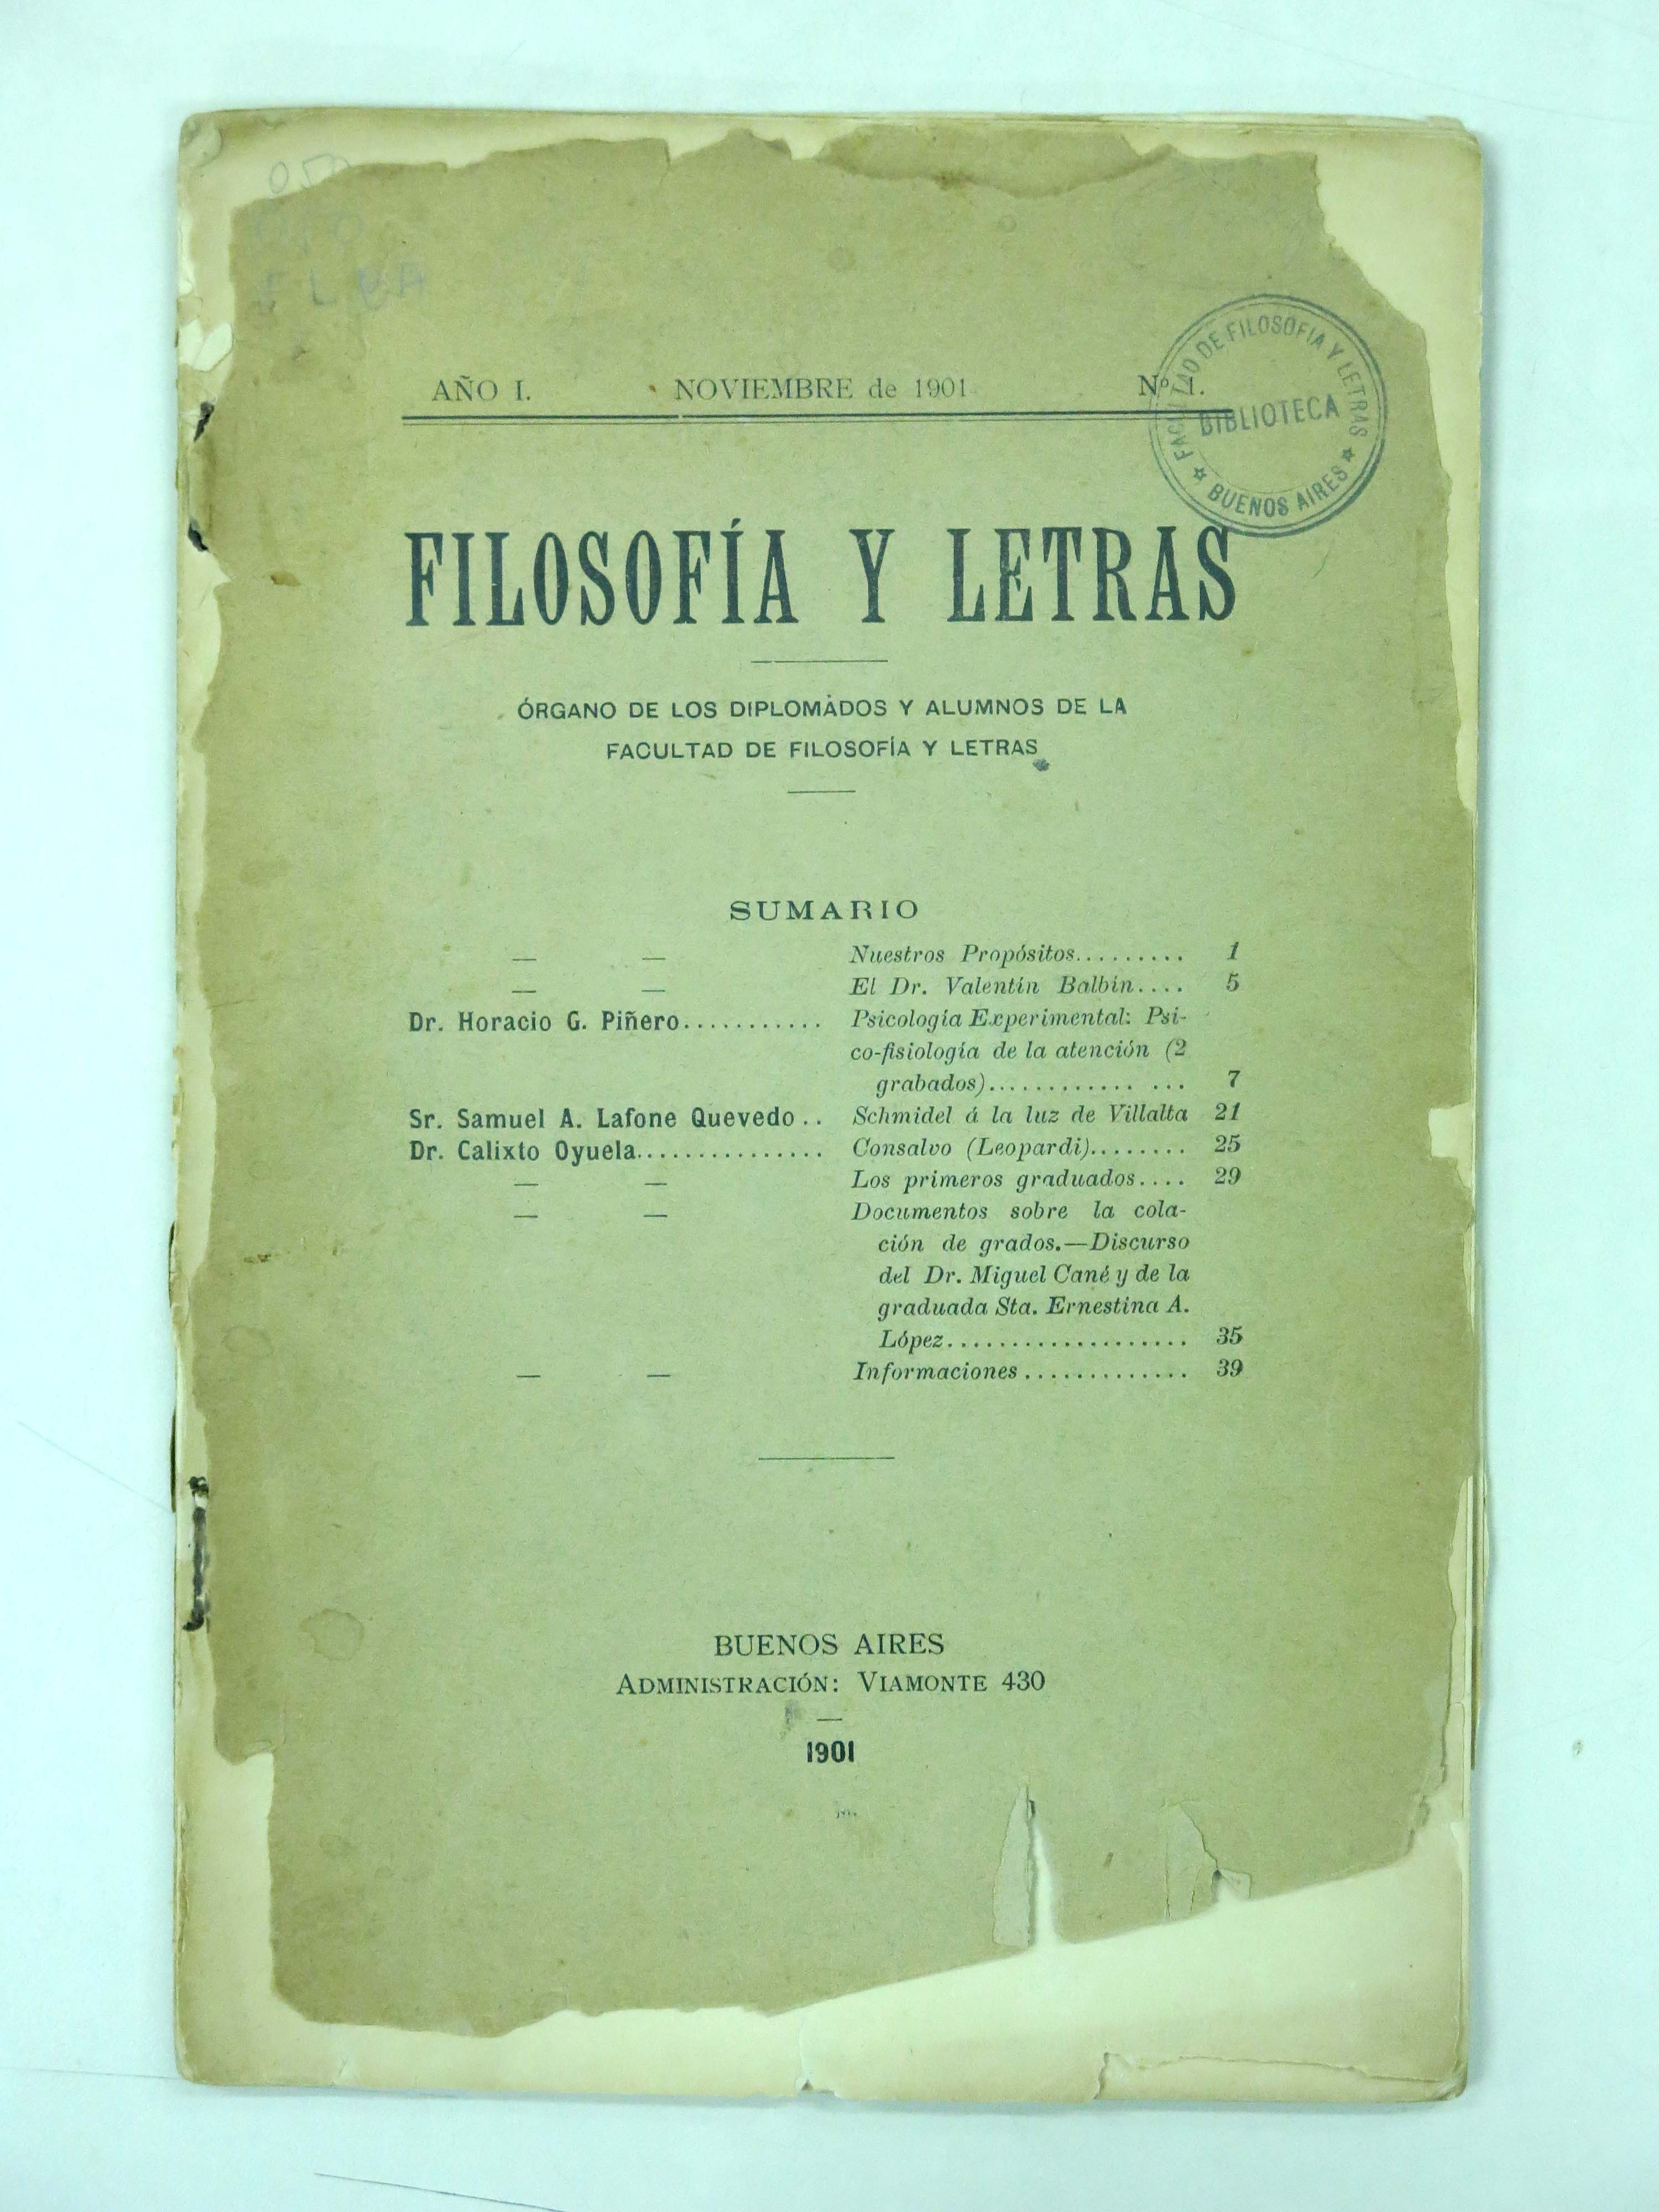 AÑO I. NOVIEMBRE de 1901 Nº 1.
FACULTAD DE FILOSOFIA Y LETRAS
BIBLIOTECA
BUENOS AIRES
FILOSOFÍA Y LETRAS
ÓRGANO DE LOS DIPLOMADOS Y ALUMNOS DE LA
FACULTAD DE FILOSOFÍA Y LETRAS
SUMARIO
— — Nuestros Propósitos......... 1
— — El Dr. Valentín Balbín.... 5
Dr. Horacio G. Piñero........... Psicología Experimental: Psi-
co-fisiología de la atención (2
grabados)............ ... 7
Sr. Samuel A. Lafone Quevedo.. Schmidel á la luz de Villalta 21
Dr. Calixto Oyuela............... Consalvo (Leopardi)........ 25
— — Los primeros graduados.... 29
— — Documentos sobre la cola-
ción de grados.—Discurso
del Dr. Miguel Cané y de la
graduada Sta. Ernestina A.
López................... 35
— — Informaciones............. 39
BUENOS AIRES
ADMINISTRACIÓN: VIAMONTE 430
—
1901